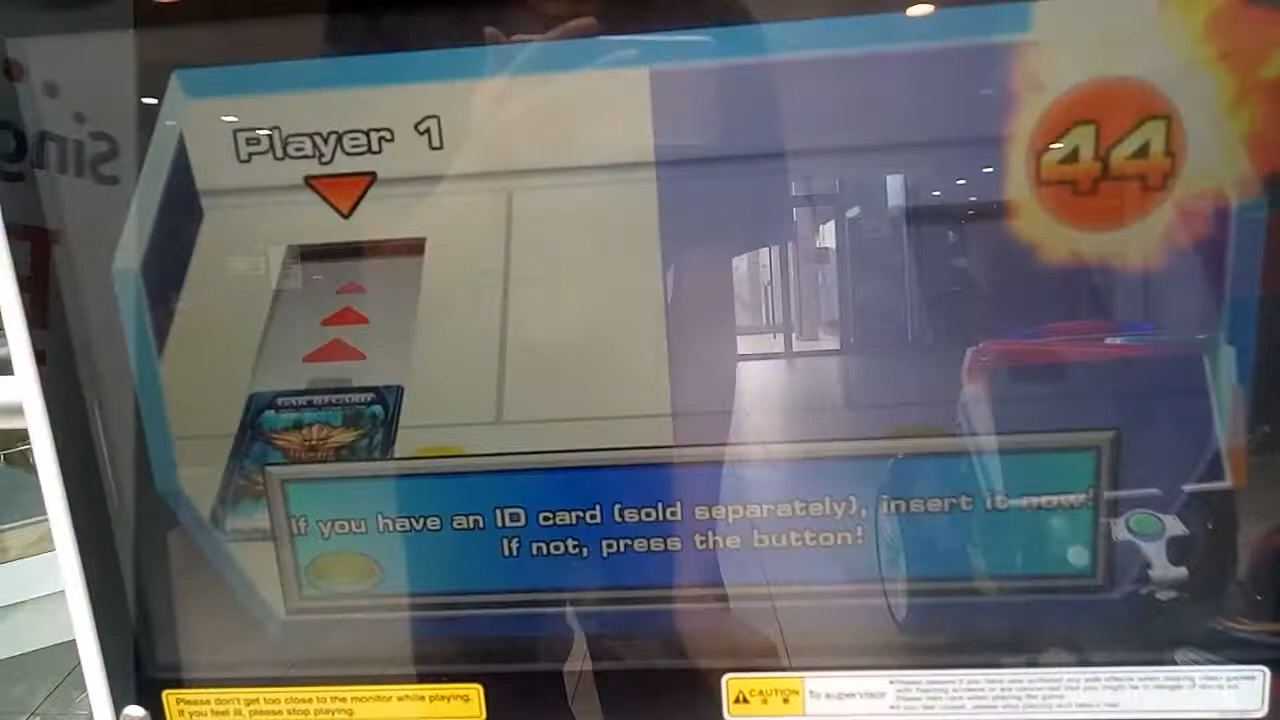 Player 1
44
If you have an ID card (sold separately), insert it now!
If not, press the button!
Please don't get too close to the monitor while playing.
If you feel ill, please stop playing.
CAUTION
To supervisor